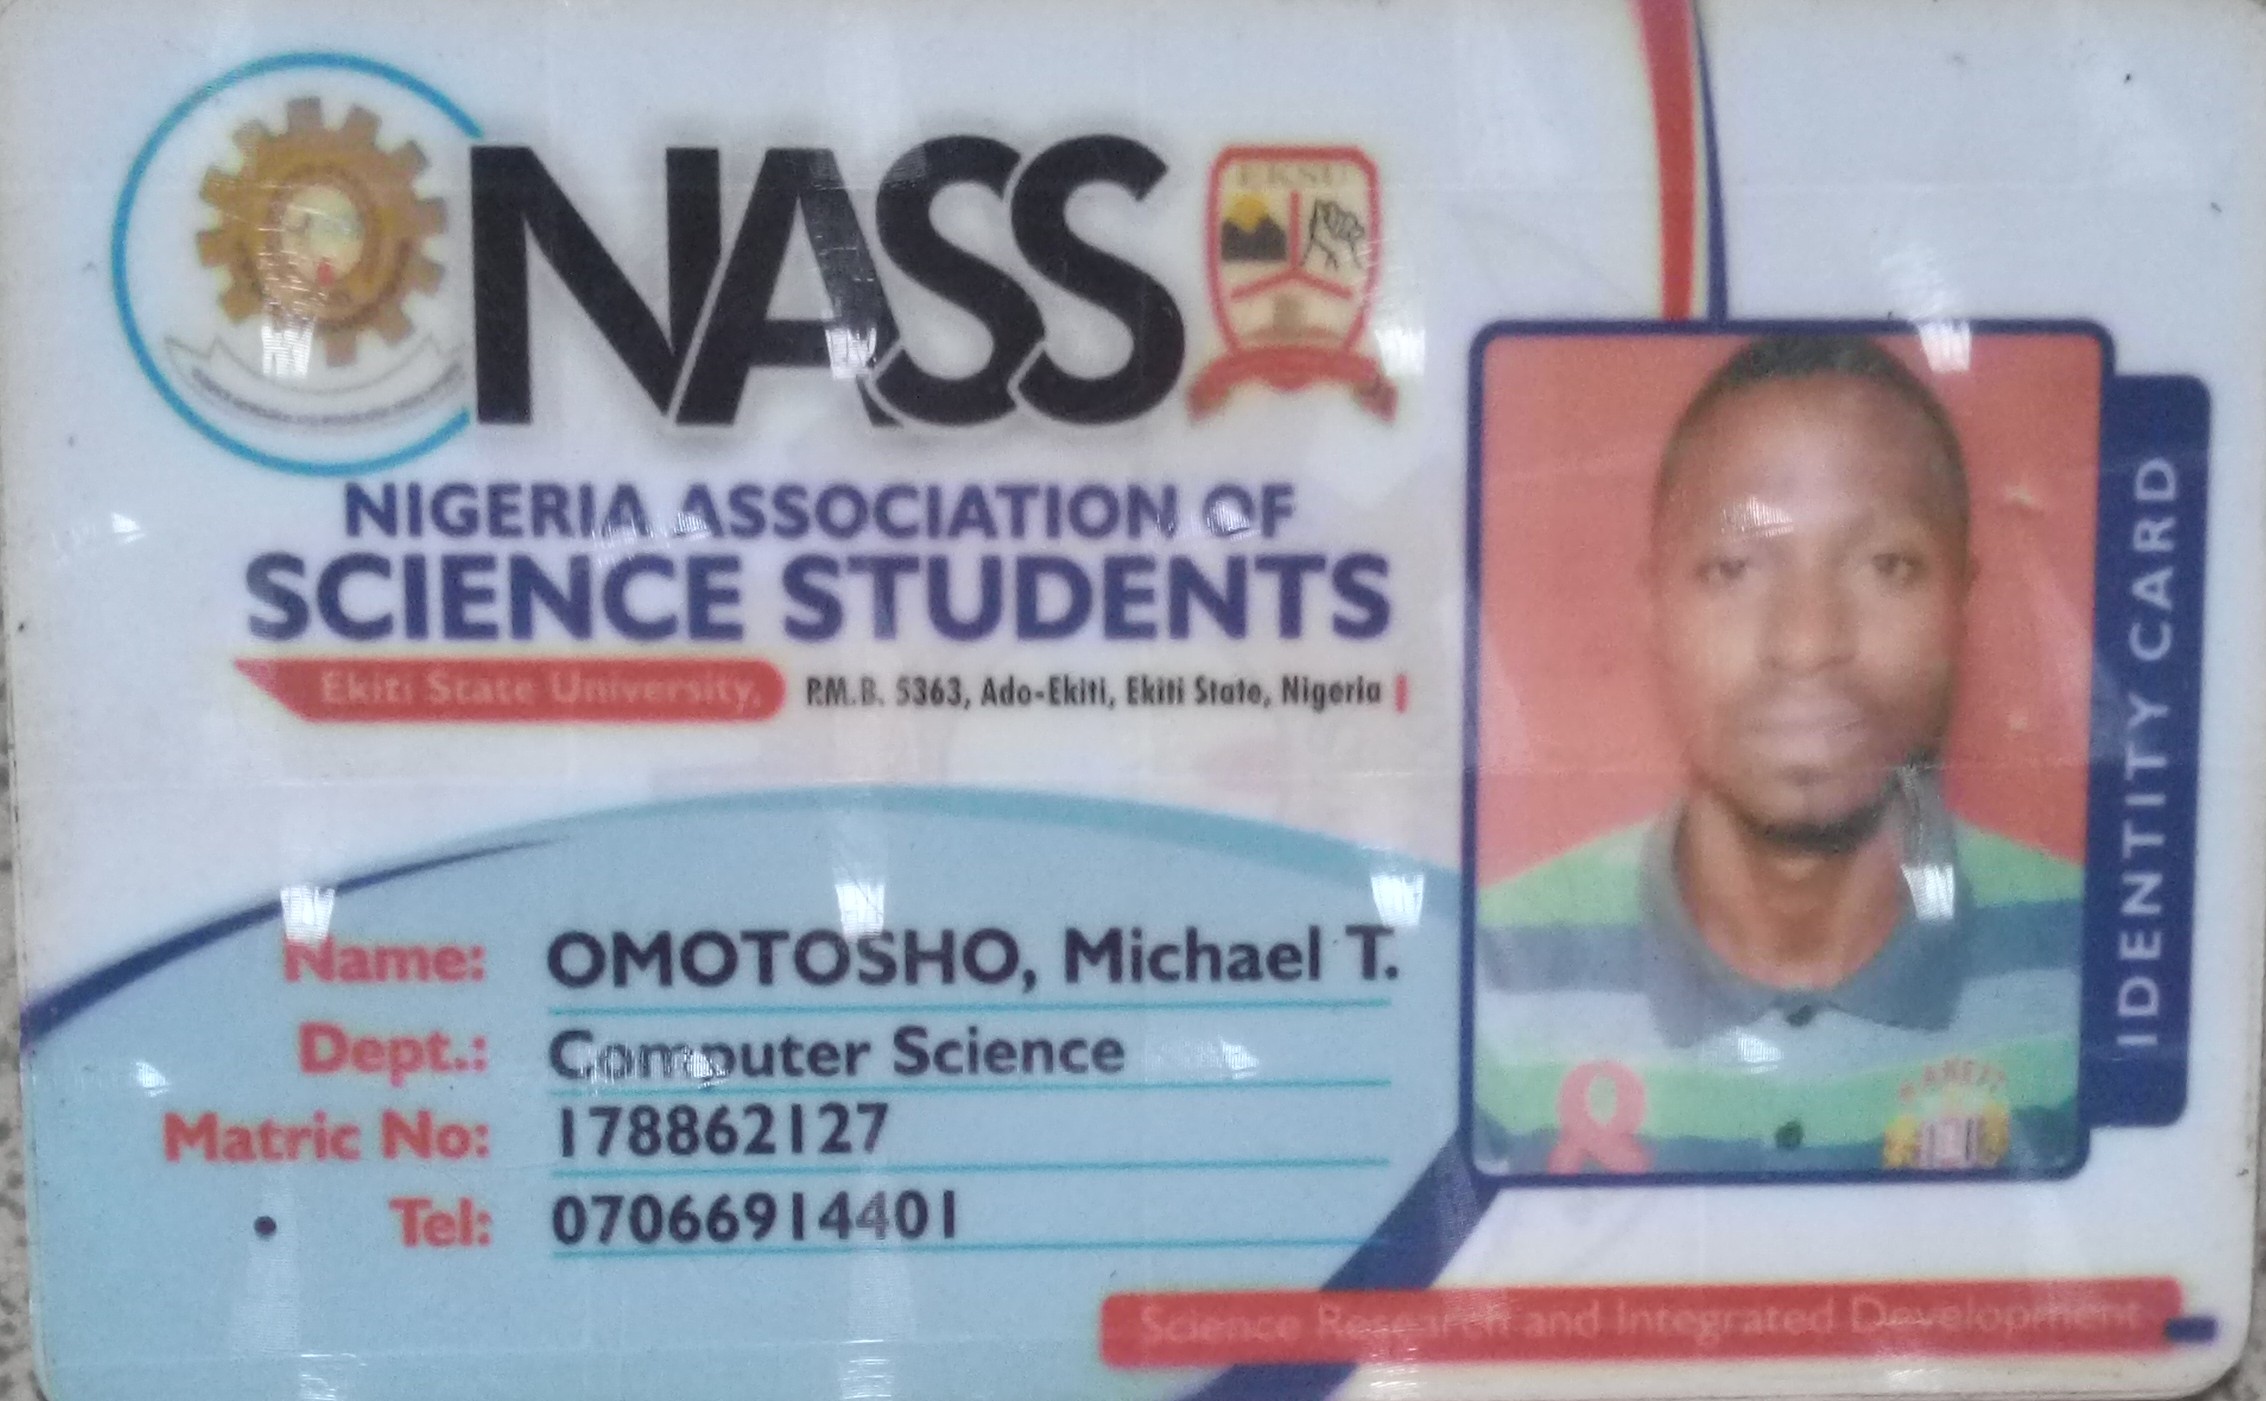 NASS
EKSU
NIGERIA ASSOCIATION OF
SCIENCE STUDENTS
Ekiti State University,
P.M.B. 5363, Ado-Ekiti, Ekiti State, Nigeria
Name: OMOTOSHO, Michael T.
Dept.: Computer Science
Matric No: 178862127
Tel: 07066914401
IDENTITY CARD
Science Research and Integrated Development